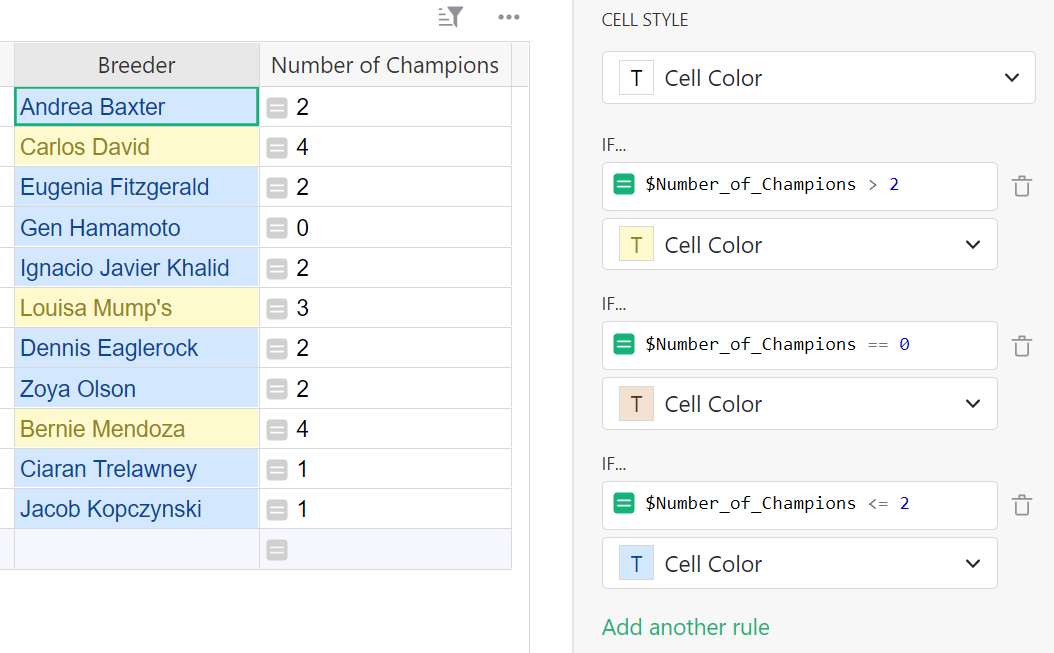 Breeder Number of Champions
Andrea Baxter 2
Carlos David 4
Eugenia Fitzgerald 2
Gen Hamamoto 0
Ignacio Javier Khalid 2
Louisa Mump's 3
Dennis Eaglerock 2
Zoya Olson 2
Bernie Mendoza 4
Ciaran Trelawney 1
Jacob Kopczynski 1
CELL STYLE
T Cell Color
IF...
$Number_of_Champions > 2
T Cell Color
IF...
$Number_of_Champions == 0
T Cell Color
IF...
$Number_of_Champions <= 2
T Cell Color
Add another rule